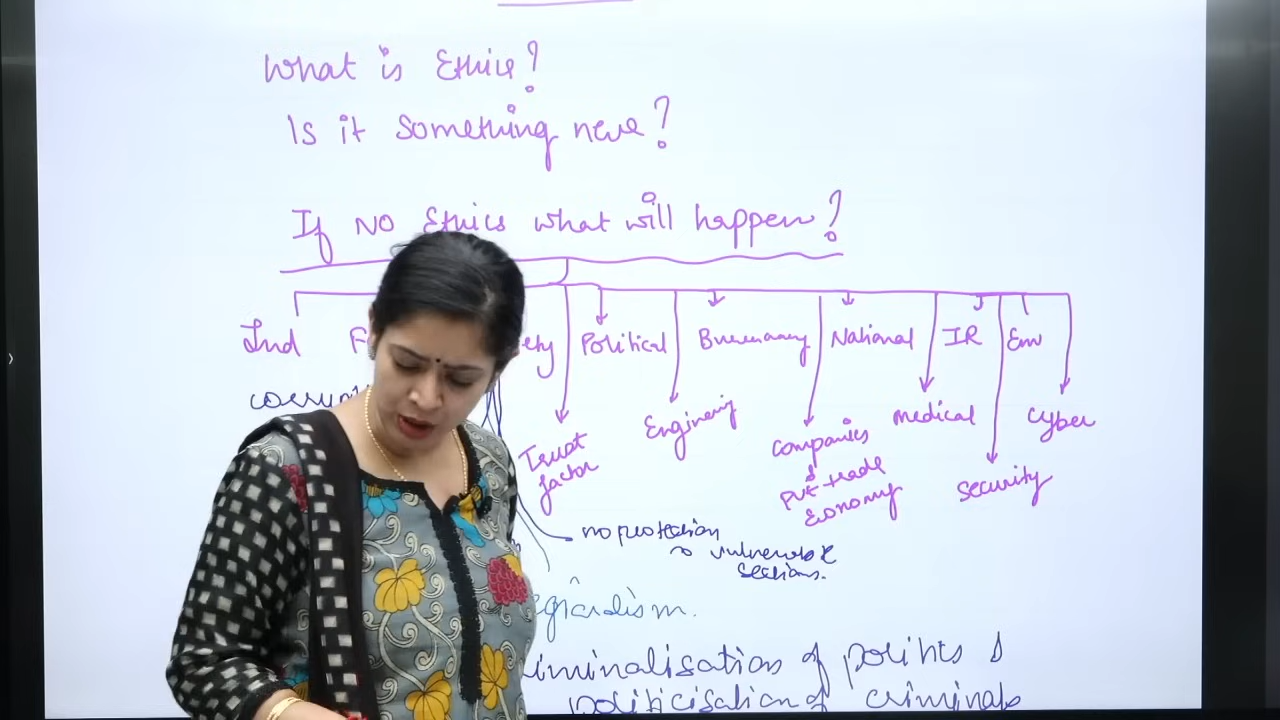 What is Ethics?
Is it something new?
If NO Ethics what will happen?
Ind Political Bureaucracy National IR Env
Trust factor
Engineering
Companies & Pvt trade Economy
Medical
Security
Cyber
no protection
to vulnerable sections.
criminalisation of politics &
politicisation of criminals